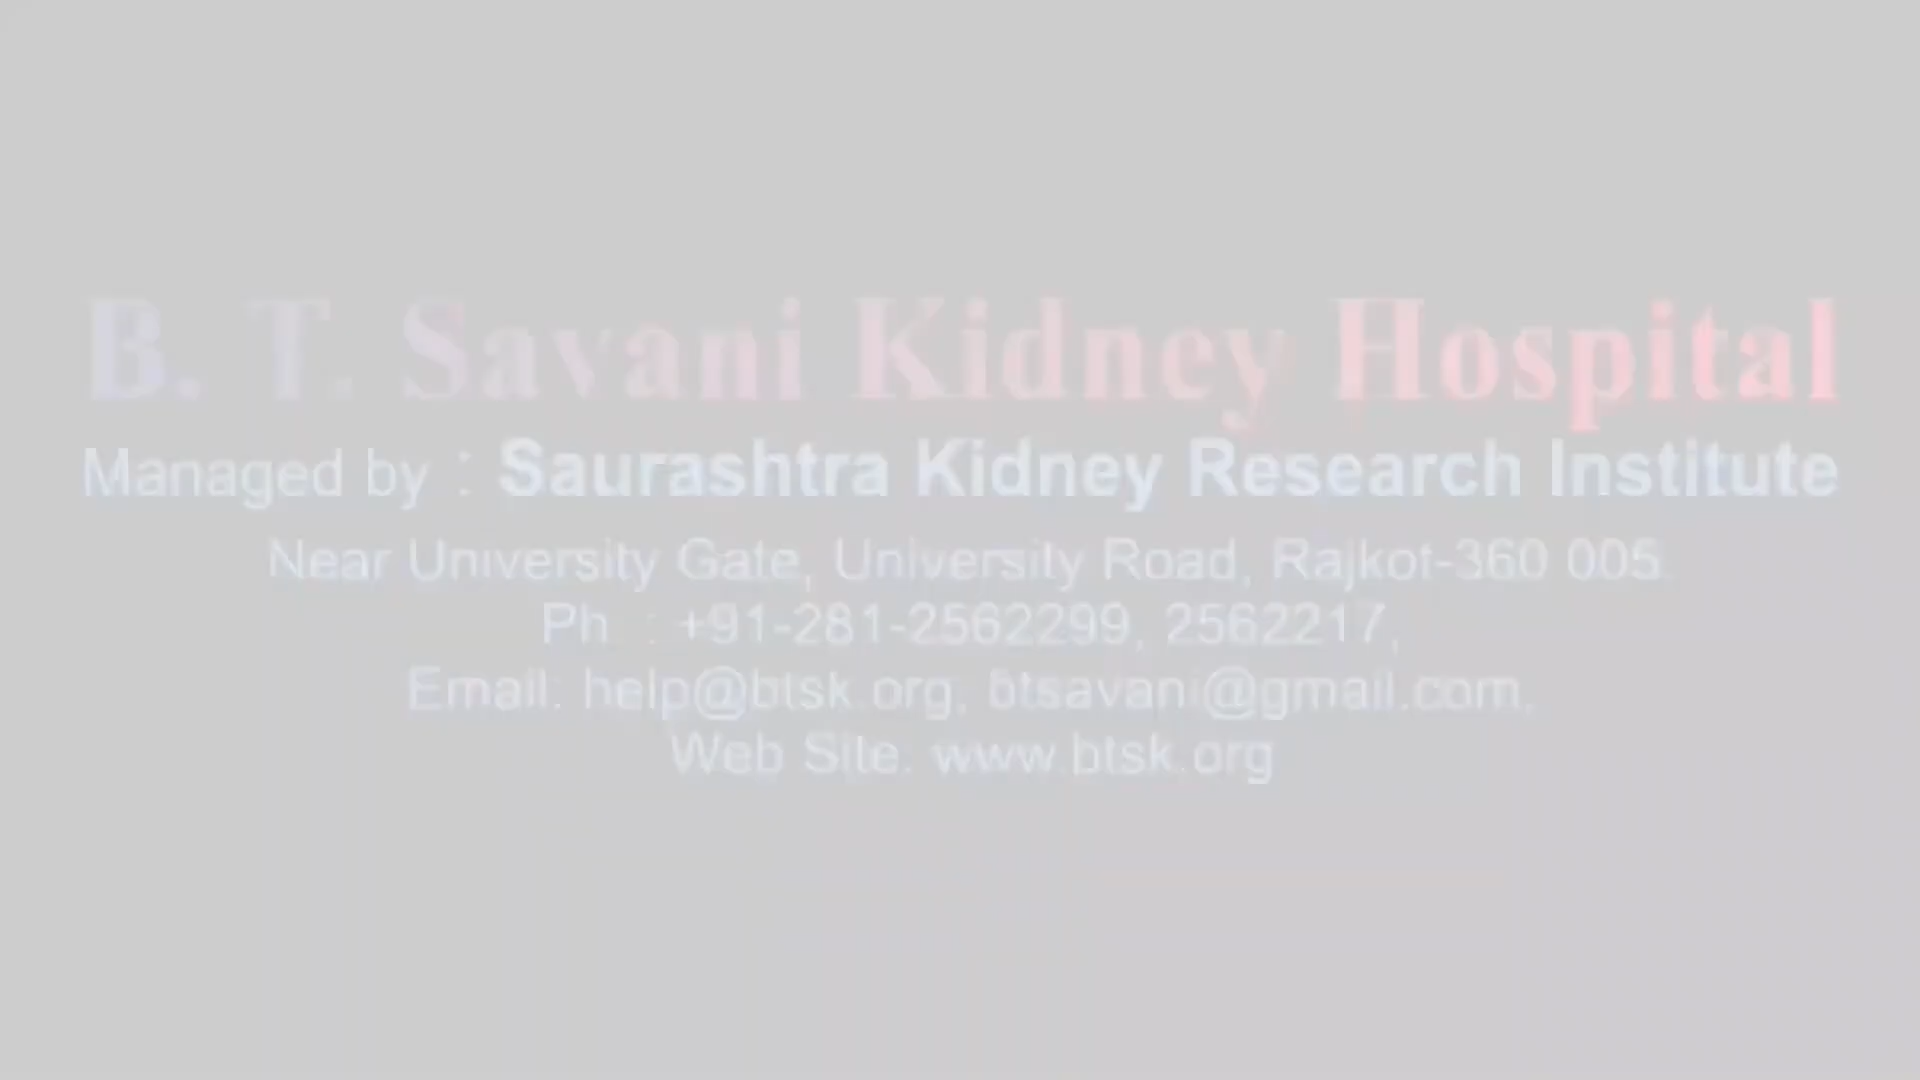 B. T. Savani Kidney Hospital
Managed by : Saurashtra Kidney Research Institute
Near University Gate, University Road, Rajkot-360 005.
Ph : +91-281-2562299, 2562217,
Email: help@btsk.org, btsavani@gmail.com,
Web Site: www.btsk.org